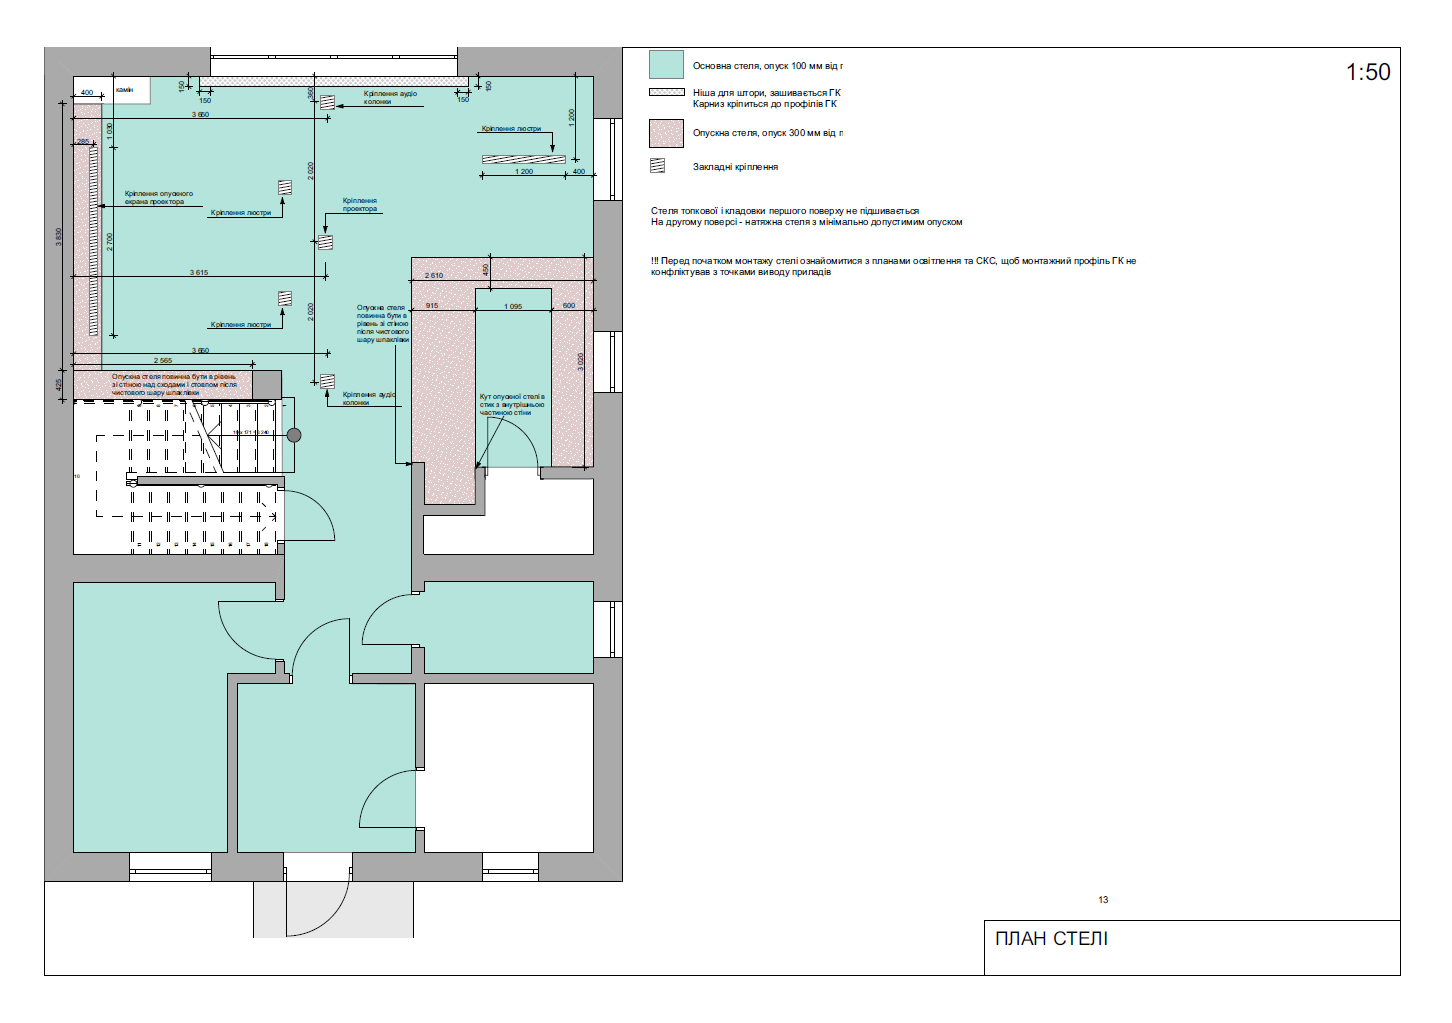 Основна стеля, опуск 100 мм від п
1:50
Ніша для штори, зашивається ГК
Карниз кріпиться до профілів ГК
Опускна стеля, опуск 300 мм від п
Закладні кріплення
Стеля топкової і кладовки першого поверху не підшивається
На другому поверсі - натяжна стеля з мінімально допустимим опуском
!!! Перед початком монтажу стелі ознайомитися з планами освітлення та СКС, щоб монтажний профіль ГК не
конфліктував з точками виводу приладів
400
камін
150
150
360
Кріплення аудіо
колонки
150
150
3 650
1 030
1 200
Кріплення люстри
285
2 020
1 200
400
Кріплення опускного
екрана проектора
Кріплення
проектора
Кріплення люстри
3 830
2 700
3 615
2 610
450
Кріплення люстри
2 020
Опускна стеля
повинна бути в
рівень зі стіною
після чистового
шару шпаклівки
915
1 095
600
3 650
2 565
3 020
425
Опускна стеля повинна бути в рівень
зі стіною над сходами і стовпом після
чистового шару шпаклівки
Кріплення аудіо
колонки
Кут опускної стелі в
стик з внутрішньою
частиною стіни
10
13
ПЛАН СТЕЛІ